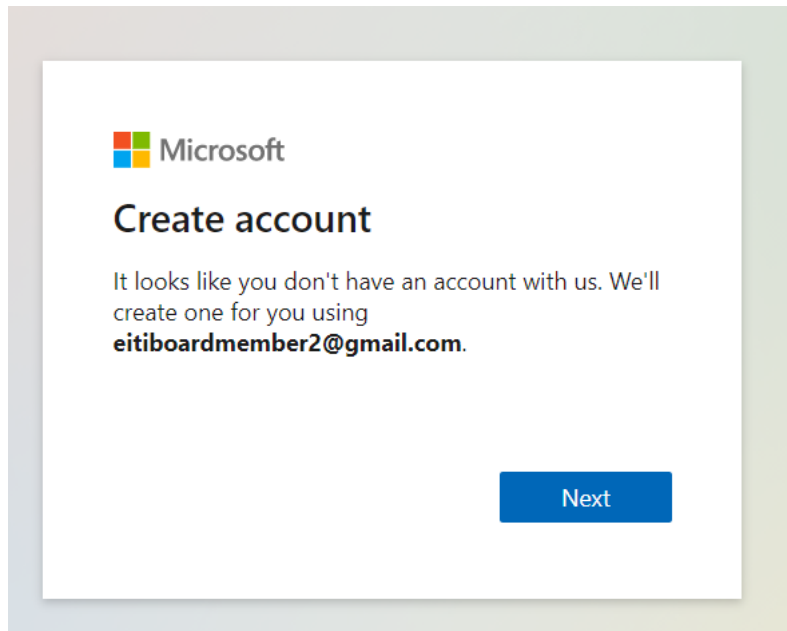 Microsoft
Create account
It looks like you don't have an account with us. We'll
create one for you using
eitiboardmember2@gmail.com.
Next